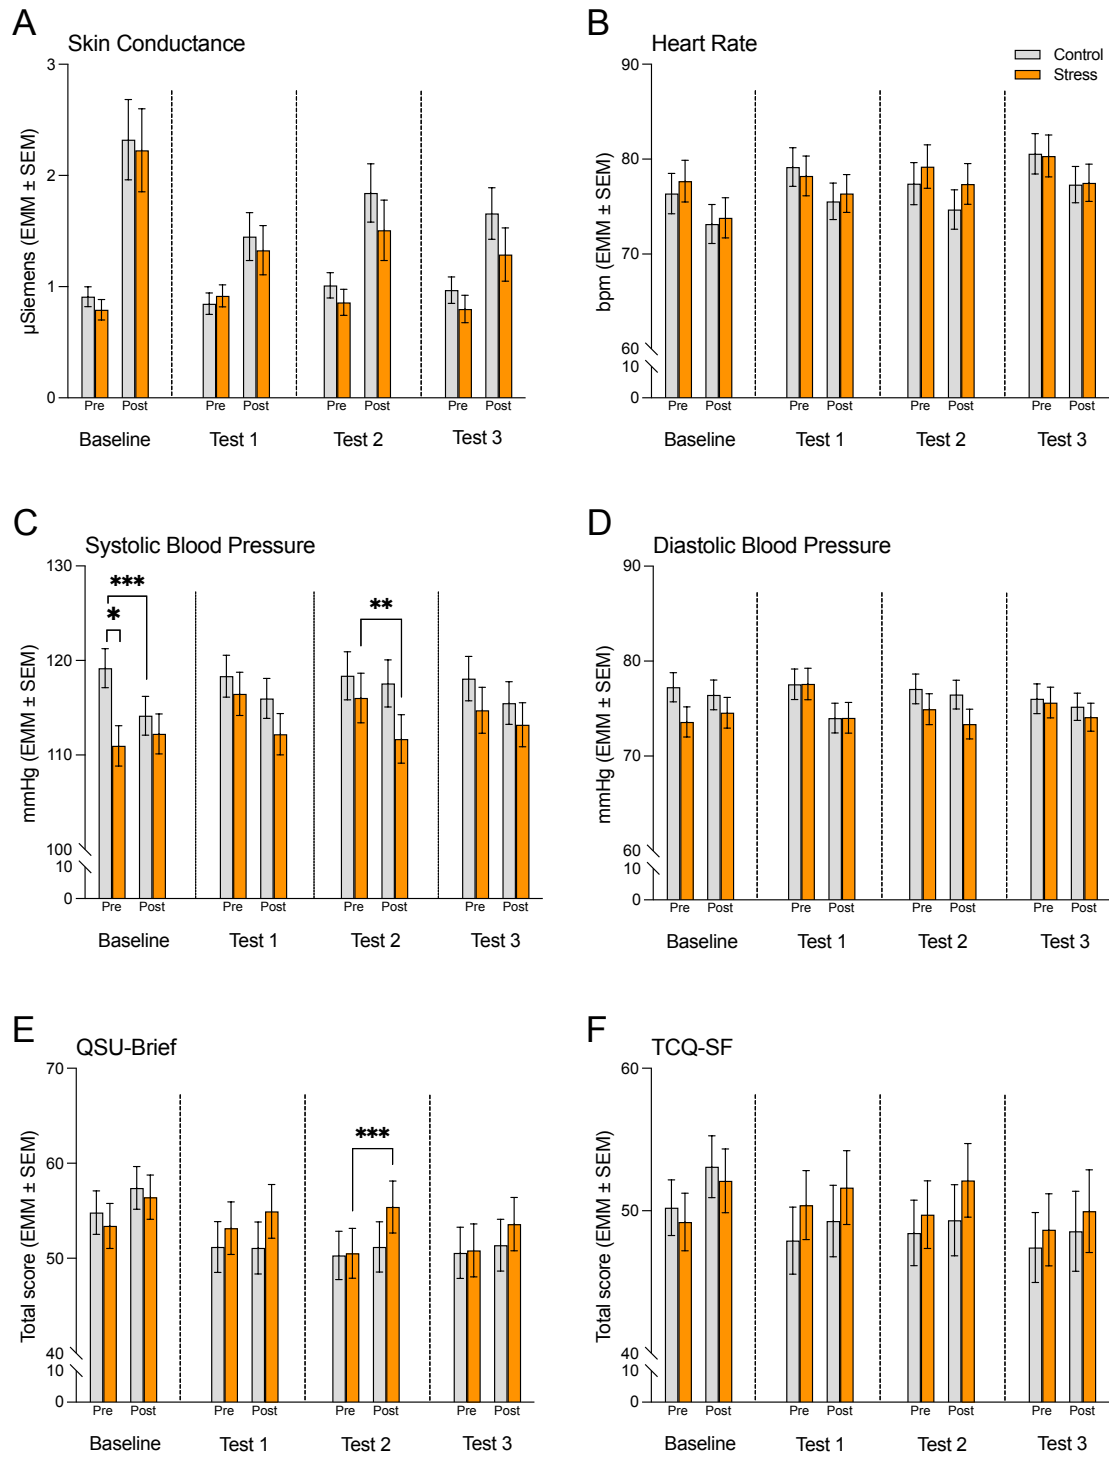 A
Skin Conductance
3
2
1
0
µSiemens (EMM ± SEM)
Pre Post Pre Post Pre Post Pre Post
Baseline Test 1 Test 2 Test 3
B
Heart Rate
Control
Stress
90
80
70
60
10
0
bpm (EMM ± SEM)
Pre Post Pre Post Pre Post Pre Post
Baseline Test 1 Test 2 Test 3
C
Systolic Blood Pressure
130
120
110
100
10
0
mmHg (EMM ± SEM)
***
*
**
Pre Post Pre Post Pre Post Pre Post
Baseline Test 1 Test 2 Test 3
D
Diastolic Blood Pressure
90
80
70
60
10
0
mmHg (EMM ± SEM)
Pre Post Pre Post Pre Post Pre Post
Baseline Test 1 Test 2 Test 3
E
QSU-Brief
70
60
50
40
10
0
Total score (EMM ± SEM)
***
Pre Post Pre Post Pre Post Pre Post
Baseline Test 1 Test 2 Test 3
F
TCQ-SF
60
50
40
10
0
Total score (EMM ± SEM)
Pre Post Pre Post Pre Post Pre Post
Baseline Test 1 Test 2 Test 3